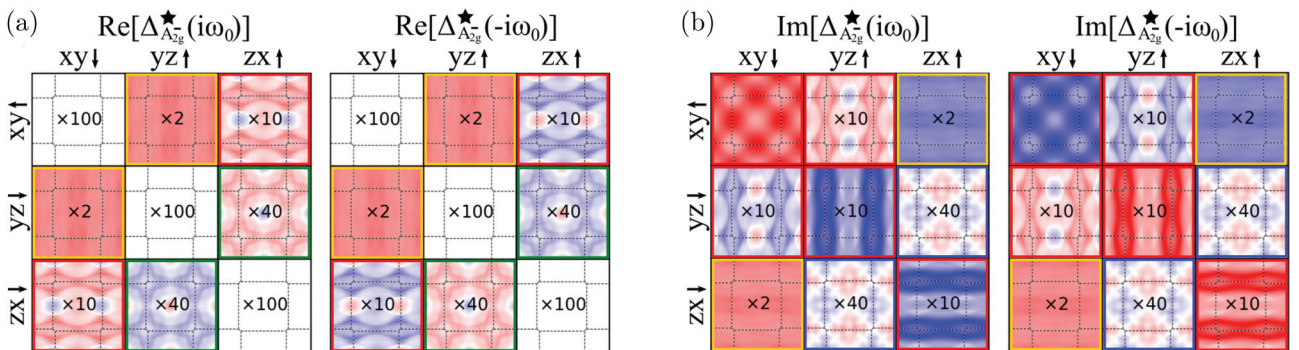 (a) Re[Δ★A₂g⁻(iω₀)] Re[Δ★A₂g⁻(-iω₀)]
xy↓ yz↑ zx↑ xy↓ yz↑ zx↑
xy↑ ×100 ×2 ×10 ×100 ×2 ×10
yz↓ ×2 ×100 ×40 ×2 ×100 ×40
zx↓ ×10 ×40 ×100 ×10 ×40 ×100
(b) Im[Δ★A₂g⁻(iω₀)] Im[Δ★A₂g⁻(-iω₀)]
xy↓ yz↑ zx↑ xy↓ yz↑ zx↑
xy↑ ×10 ×2 ×10 ×2
yz↓ ×10 ×10 ×40 ×10 ×10 ×40
zx↓ ×2 ×40 ×10 ×2 ×40 ×10